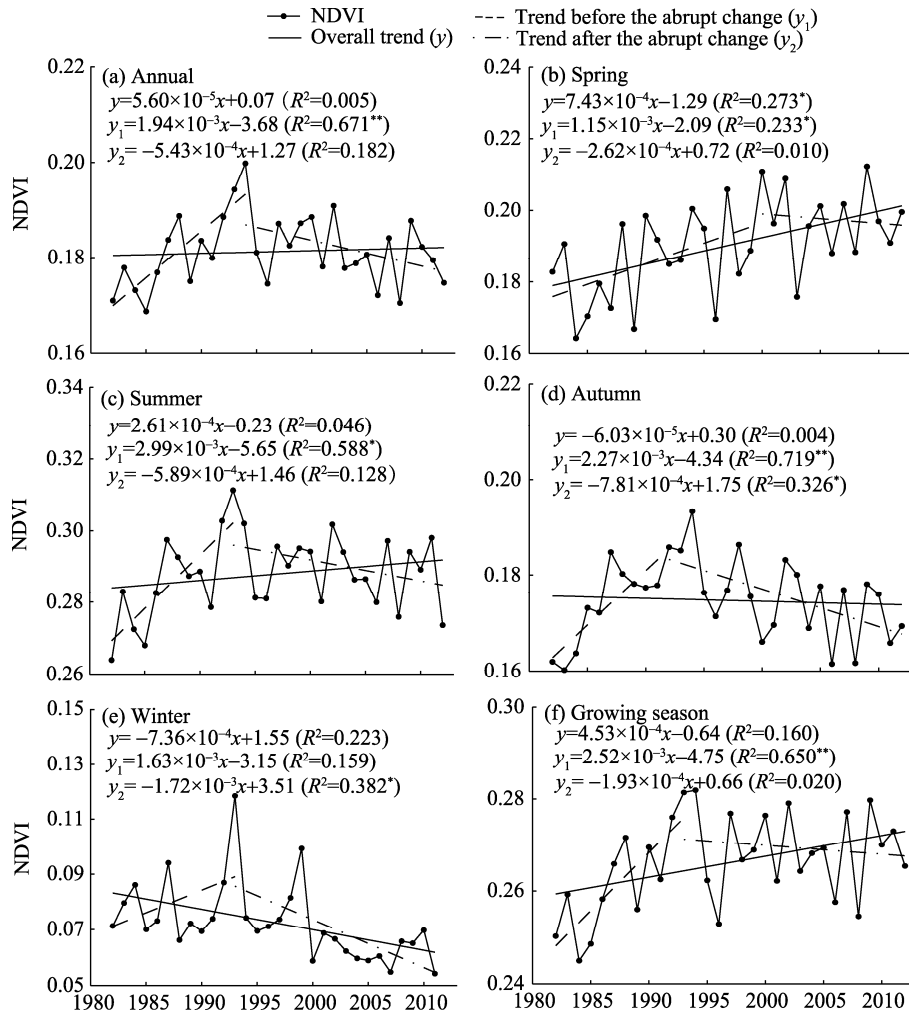 NDVI
Trend before the abrupt change (y₁)
Overall trend (y)
Trend after the abrupt change (y₂)
(a) Annual
y=5.60×10⁻⁵x+0.07 (R²=0.005)
y₁=1.94×10⁻³x−3.68 (R²=0.671**)
y₂= −5.43×10⁻⁴x+1.27 (R²=0.182)
0.22
0.20
0.18
0.16
NDVI
(b) Spring
y=7.43×10⁻⁴x−1.29 (R²=0.273*)
y₁=1.15×10⁻³x−2.09 (R²=0.233*)
y₂= −2.62×10⁻⁴x+0.72 (R²=0.010)
0.24
0.22
0.20
0.18
0.16
(c) Summer
y=2.61×10⁻⁴x−0.23 (R²=0.046)
y₁=2.99×10⁻³x−5.65 (R²=0.588*)
y₂= −5.89×10⁻⁴x+1.46 (R²=0.128)
0.34
0.32
0.30
0.28
0.26
NDVI
(d) Autumn
y= −6.03×10⁻⁵x+0.30 (R²=0.004)
y₁=2.27×10⁻³x−4.34 (R²=0.719**)
y₂= −7.81×10⁻⁴x+1.75 (R²=0.326*)
0.22
0.20
0.18
0.16
(e) Winter
y= −7.36×10⁻⁴x+1.55 (R²=0.223)
y₁=1.63×10⁻³x−3.15 (R²=0.159)
y₂= −1.72×10⁻³x+3.51 (R²=0.382*)
0.15
0.13
0.11
0.09
0.07
0.05
NDVI
1980 1985 1990 1995 2000 2005 2010
(f) Growing season
y=4.53×10⁻⁴x−0.64 (R²=0.160)
y₁=2.52×10⁻³x−4.75 (R²=0.650**)
y₂= −1.93×10⁻⁴x+0.66 (R²=0.020)
0.30
0.28
0.26
0.24
1980 1985 1990 1995 2000 2005 2010